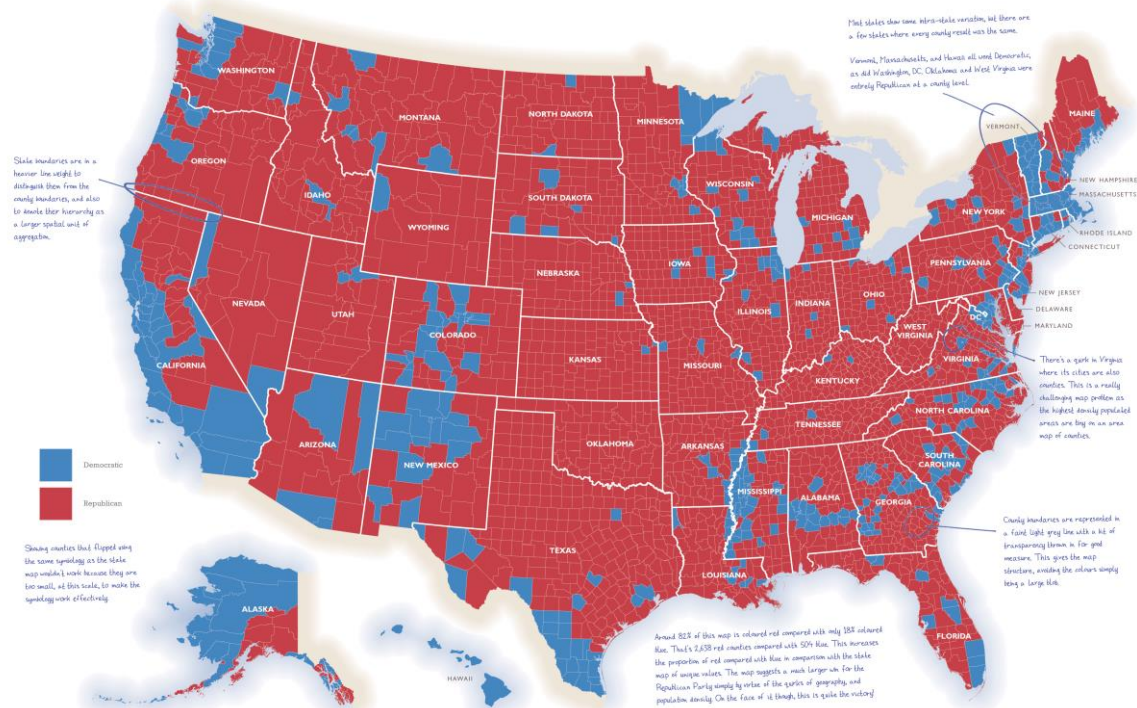 Most states show some intra-state variation, but there are
a few states where every county result was the same.
Vermont, Massachusetts, and Hawaii all went Democratic,
as did Washington, DC. Oklahoma and West Virginia were
entirely Republican at a county level.
WASHINGTON
MONTANA
NORTH DAKOTA
MINNESOTA
VERMONT
MAINE
State boundaries are in a
heavier line weight to
distinguish them from the
county boundaries, and also
to denote their hierarchy as
a larger spatial unit of
aggregation.
OREGON
IDAHO
SOUTH DAKOTA
WISCONSIN
MICHIGAN
NEW YORK
NEW HAMPSHIRE
MASSACHUSETTS
RHODE ISLAND
CONNECTICUT
WYOMING
NEBRASKA
IOWA
PENNSYLVANIA
NEVADA
UTAH
COLORADO
ILLINOIS
INDIANA
OHIO
NEW JERSEY
DELAWARE
MARYLAND
DC
WEST
VIRGINIA
VIRGINIA
CALIFORNIA
KANSAS
MISSOURI
KENTUCKY
There's a quirk in Virginia
where its cities are also
counties. This is a really
challenging map problem as
the highest density populated
areas are tiny on an area
map of counties.
ARIZONA
NEW MEXICO
OKLAHOMA
ARKANSAS
TENNESSEE
NORTH CAROLINA
SOUTH
CAROLINA
Democratic
Republican
TEXAS
LOUISIANA
MISSISSIPPI
ALABAMA
GEORGIA
FLORIDA
County boundaries are represented
in a faint light grey line with a bit of
transparency thrown in for good
measure. This gives the map
structure, avoiding the colours simply
being a large blob.
Showing counties that flipped using
the same symbology as the state
map wouldn't work because they are
too small, at this scale, to make the
symbology work effectively.
ALASKA
HAWAII
Around 82% of this map is coloured red compared with only 18% coloured
blue. That's 2,638 red counties compared with 504 blue. This increases
the proportion of red compared with blue in comparison with the state
map of unique values. The map suggests a much larger win for the
Republican Party simply by virtue of the quirks of geography, and
population density. On the face of it though, this is quite the victory!